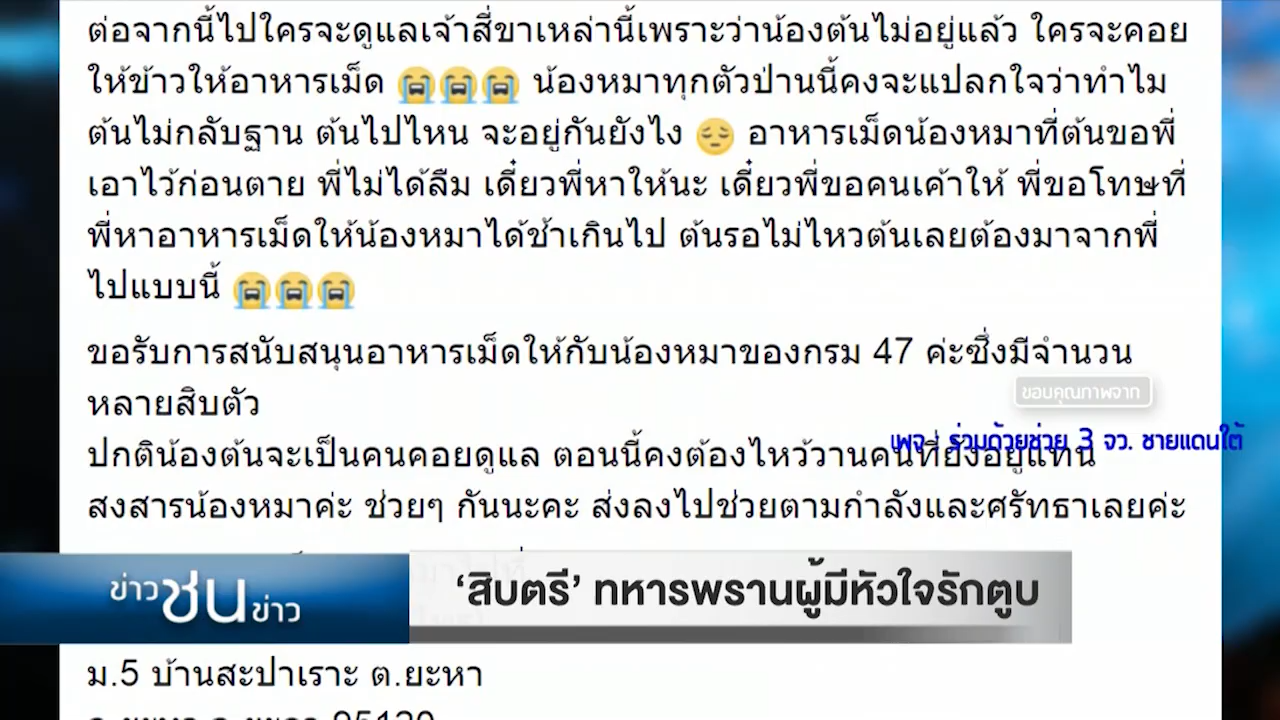 ต่อจากนี้ไปใครจะดูแลเจ้าสี่ขาเหล่านี้เพราะว่าน้องต้นไม่อยู่แล้ว ใครจะคอย
ให้ข้าวให้อาหารเม็ด 😭😭😭 น้องหมาทุกตัวป่านนี้คงจะแปลกใจว่าทำไม
ต้นไม่กลับฐาน ต้นไปไหน จะอยู่กันยังไง 😔 อาหารเม็ดน้องหมาที่ต้นขอพี่
เอาไว้ก่อนตาย พี่ไม่ได้ลืม เดี๋ยวพี่หาให้นะ เดี๋ยวพี่ขอคนเค้าให้ พี่ขอโทษที่
พี่หาอาหารเม็ดให้น้องหมาได้ช้าเกินไป ต้นรอไม่ไหวต้นเลยต้องมาจากพี่
ไปแบบนี้ 😭😭😭
ขอรับการสนับสนุนอาหารเม็ดให้กับน้องหมาของกรม 47 ค่ะซึ่งมีจำนวน
หลายสิบตัว
ขอบคุณภาพจาก
เพจ ร่วมด้วยช่วย 3 จว. ชายแดนใต้
ปกติน้องต้นจะเป็นคนคอยดูแล ตอนนี้คงต้องไหว้วานคนที่ยังอยู่แทน
สงสารน้องหมาค่ะ ช่วยๆ กันนะคะ ส่งลงไปช่วยตามกำลังและศรัทธาเลยค่ะ
ข่าวชนข่าว
‘สิบตรี’ ทหารพรานผู้มีหัวใจรักตูบ
ม.5 บ้านสะปาเราะ ต.ยะหา